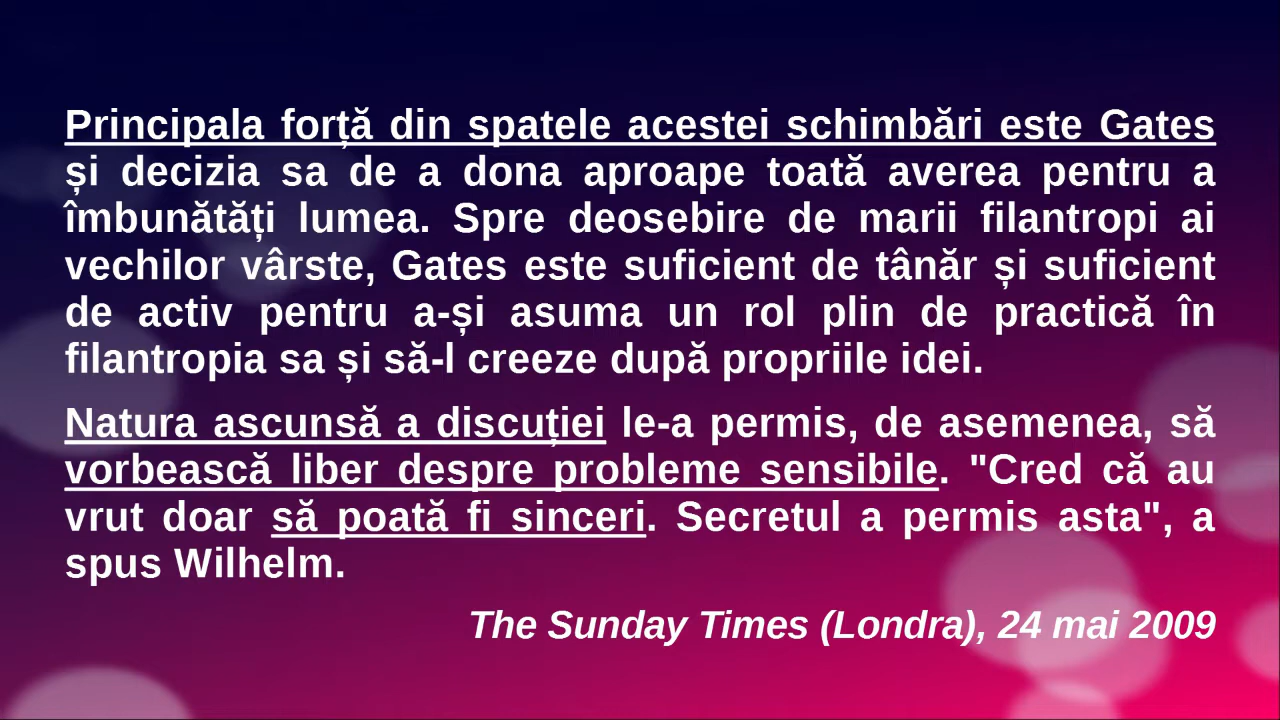 Principala forță din spatele acestei schimbări este Gates
și decizia sa de a dona aproape toată averea pentru a
îmbunătăți lumea. Spre deosebire de marii filantropi ai
vechilor vârste, Gates este suficient de tânăr și suficient
de activ pentru a-și asuma un rol plin de practică în
filantropia sa și să-l creeze după propriile idei.
Natura ascunsă a discuției le-a permis, de asemenea, să
vorbească liber despre probleme sensibile. "Cred că au
vrut doar să poată fi sinceri. Secretul a permis asta", a
spus Wilhelm.
The Sunday Times (Londra), 24 mai 2009